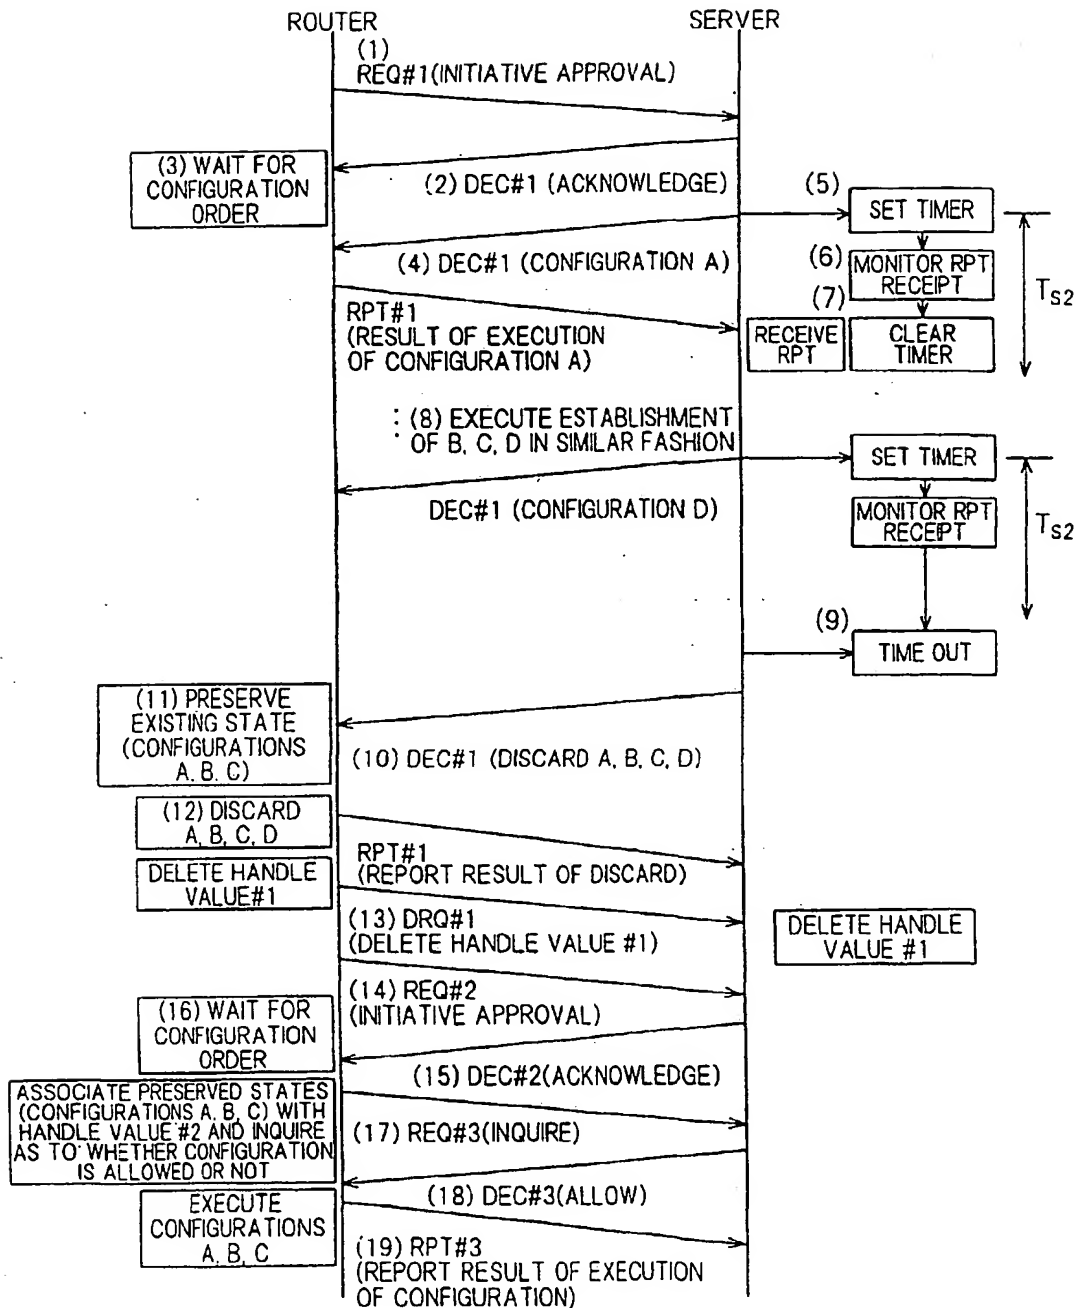 ROUTER
SERVER
(1)
REQ#1(INITIATIVE APPROVAL)
(3) WAIT FOR
CONFIGURATION
ORDER
(2) DEC#1 (ACKNOWLEDGE)
(5)
SET TIMER
(4) DEC#1 (CONFIGURATION A)
(6)
MONITOR RPT
RECEIPT
TS2
(7)
RPT#1
(RESULT OF EXECUTION
OF CONFIGURATION A)
RECEIVE
RPT
CLEAR
TIMER
: (8) EXECUTE ESTABLISHMENT
OF B, C, D IN SIMILAR FASHION
SET TIMER
DEC#1 (CONFIGURATION D)
MONITOR RPT
RECEIPT
TS2
(9)
TIME OUT
(11) PRESERVE
EXISTING STATE
(CONFIGURATIONS
A, B, C)
(10) DEC#1 (DISCARD A, B, C, D)
(12) DISCARD
A, B, C, D
RPT#1
(REPORT RESULT OF DISCARD)
DELETE HANDLE
VALUE#1
(13) DRQ#1
(DELETE HANDLE VALUE #1)
DELETE HANDLE
VALUE #1
(14) REQ#2
(INITIATIVE APPROVAL)
(16) WAIT FOR
CONFIGURATION
ORDER
(15) DEC#2(ACKNOWLEDGE)
ASSOCIATE PRESERVED STATES
(CONFIGURATIONS A, B, C) WITH
HANDLE VALUE #2 AND INQUIRE
AS TO WHETHER CONFIGURATION
IS ALLOWED OR NOT
(17) REQ#3(INQUIRE)
(18) DEC#3(ALLOW)
EXECUTE
CONFIGURATIONS
A, B, C
(19) RPT#3
(REPORT RESULT OF EXECUTION
OF CONFIGURATION)